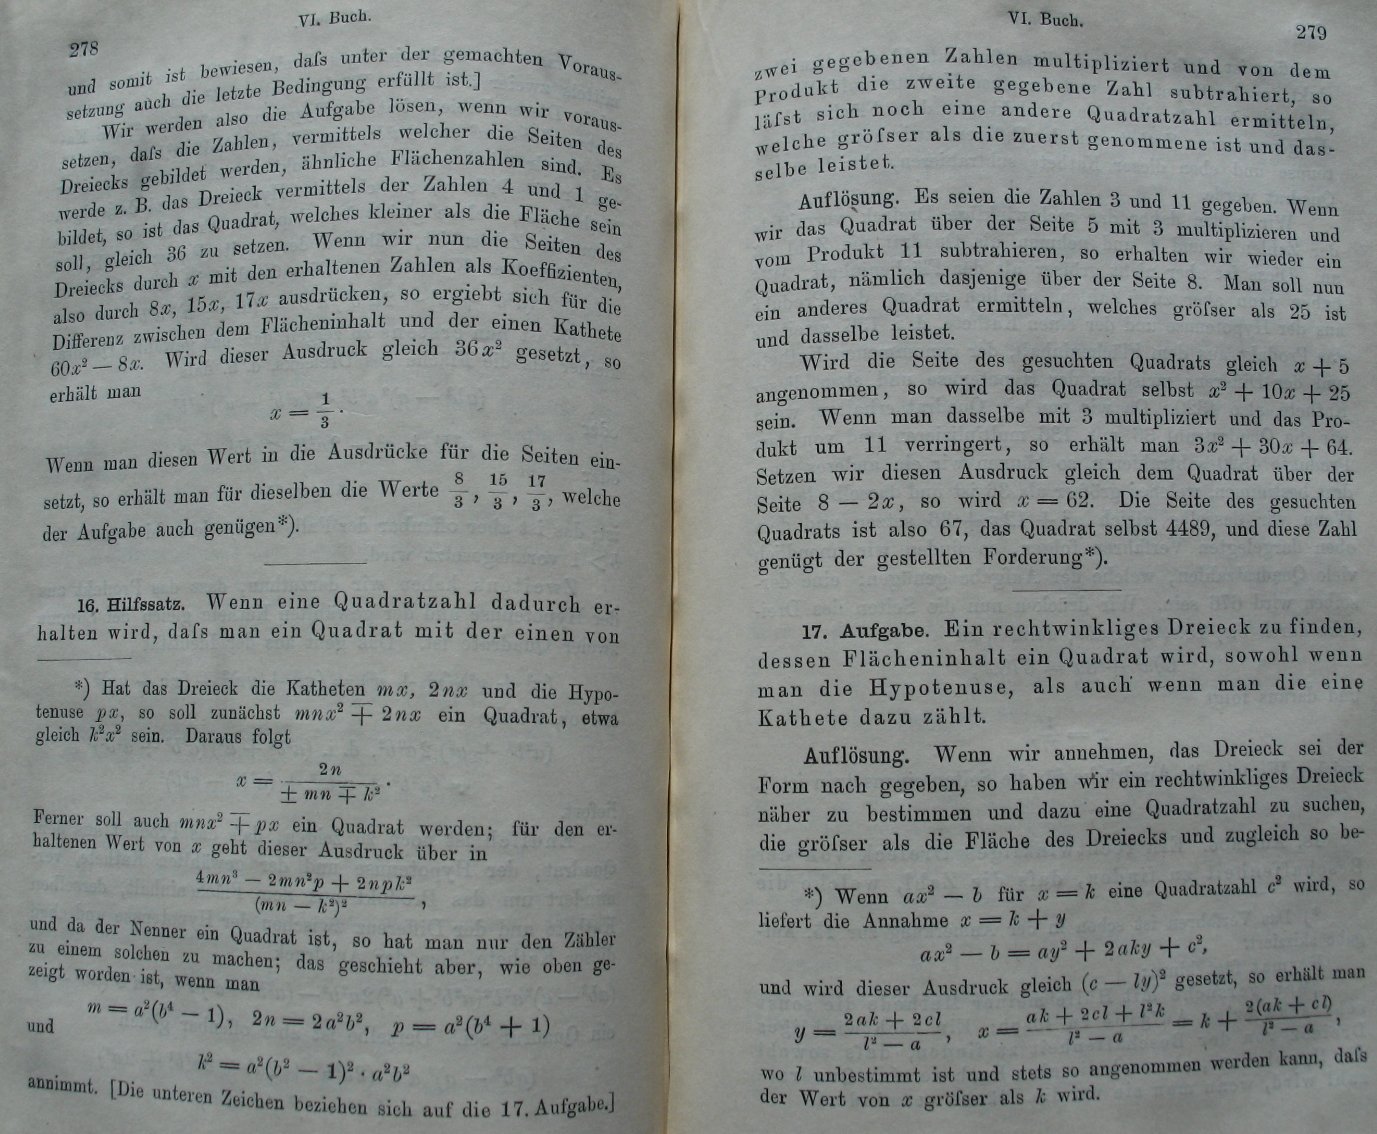 VI. Buch.
278
und somit ist bewiesen, daſs unter der gemachten Voraus-
setzung auch die letzte Bedingung erfüllt ist.]
Wir werden also die Aufgabe lösen, wenn wir voraus-
setzen, daſs die Zahlen, vermittels welcher die Seiten des
Dreiecks gebildet werden, ähnliche Flächenzahlen sind. Es
werde z. B. das Dreieck vermittels der Zahlen 4 und 1 ge-
bildet, so ist das Quadrat, welches kleiner als die Fläche sein
soll, gleich 36 zu setzen. Wenn wir nun die Seiten des
Dreiecks durch x mit den erhaltenen Zahlen als Koeffizienten,
also durch 8x, 15x, 17x ausdrücken, so ergiebt sich für die
Differenz zwischen dem Flächeninhalt und der einen Kathete
60x² — 8x. Wird dieser Ausdruck gleich 36x² gesetzt, so
erhält man
x = 1/3.
Wenn man diesen Wert in die Ausdrücke für die Seiten ein-
setzt, so erhält man für dieselben die Werte 8/3, 15/3, 17/3, welche
der Aufgabe auch genügen*).
16. Hilfssatz. Wenn eine Quadratzahl dadurch er-
halten wird, daſs man ein Quadrat mit der einen von
*) Hat das Dreieck die Katheten mx, 2nx und die Hypo-
tenuse px, so soll zunächst mnx² ∓ 2nx ein Quadrat, etwa
gleich k²x² sein. Daraus folgt
x = 2n / (± mn ∓ k²).
Ferner soll auch mnx² ∓ px ein Quadrat werden; für den er-
haltenen Wert von x geht dieser Ausdruck über in
(4mn³ — 2mn²p + 2npk²) / (mn — k²)²,
und da der Nenner ein Quadrat ist, so hat man nur den Zähler
zu einem solchen zu machen; das geschieht aber, wie oben ge-
zeigt worden ist, wenn man
m = a²(b⁴ — 1), 2n = 2a²b², p = a²(b⁴ + 1)
und
k² = a²(b² — 1)² · a²b²
annimmt. [Die unteren Zeichen beziehen sich auf die 17. Aufgabe.]
VI. Buch.
279
zwei gegebenen Zahlen multipliziert und von dem
Produkt die zweite gegebene Zahl subtrahiert, so
läſst sich noch eine andere Quadratzahl ermitteln,
welche gröſser als die zuerst genommene ist und das-
selbe leistet.
Auflösung. Es seien die Zahlen 3 und 11 gegeben. Wenn
wir das Quadrat über der Seite 5 mit 3 multiplizieren und
vom Produkt 11 subtrahieren, so erhalten wir wieder ein
Quadrat, nämlich dasjenige über der Seite 8. Man soll nun
ein anderes Quadrat ermitteln, welches gröſser als 25 ist
und dasselbe leistet.
Wird die Seite des gesuchten Quadrats gleich x + 5
angenommen, so wird das Quadrat selbst x² + 10x + 25
sein. Wenn man dasselbe mit 3 multipliziert und das Pro-
dukt um 11 verringert, so erhält man 3x² + 30x + 64.
Setzen wir diesen Ausdruck gleich dem Quadrat über der
Seite 8 — 2x, so wird x = 62. Die Seite des gesuchten
Quadrats ist also 67, das Quadrat selbst 4489, und diese Zahl
genügt der gestellten Forderung*).
17. Aufgabe. Ein rechtwinkliges Dreieck zu finden,
dessen Flächeninhalt ein Quadrat wird, sowohl wenn
man die Hypotenuse, als auch wenn man die eine
Kathete dazu zählt.
Auflösung. Wenn wir annehmen, das Dreieck sei der
Form nach gegeben, so haben wir ein rechtwinkliges Dreieck
näher zu bestimmen und dazu eine Quadratzahl zu suchen,
die gröſser als die Fläche des Dreiecks und zugleich so be-
*) Wenn ax² — b für x = k eine Quadratzahl c² wird, so
liefert die Annahme x = k + y
ax² — b = ay² + 2aky + c²,
und wird dieser Ausdruck gleich (c — ly)² gesetzt, so erhält man
y = (2ak + 2cl) / (l² — a), x = (ak + 2cl + l²k) / (l² — a) = k + 2(ak + cl) / (l² — a),
wo l unbestimmt ist und stets so angenommen werden kann, daſs
der Wert von x gröſser als k wird.